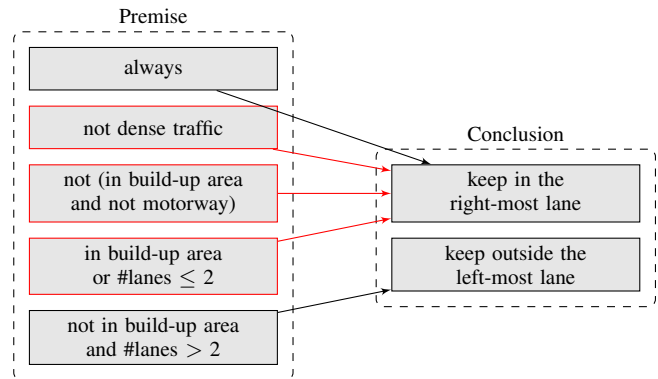 Premise
always
not dense traffic
not (in build-up area
and not motorway)
in build-up area
or #lanes ≤ 2
not in build-up area
and #lanes > 2
Conclusion
keep in the
right-most lane
keep outside the
left-most lane